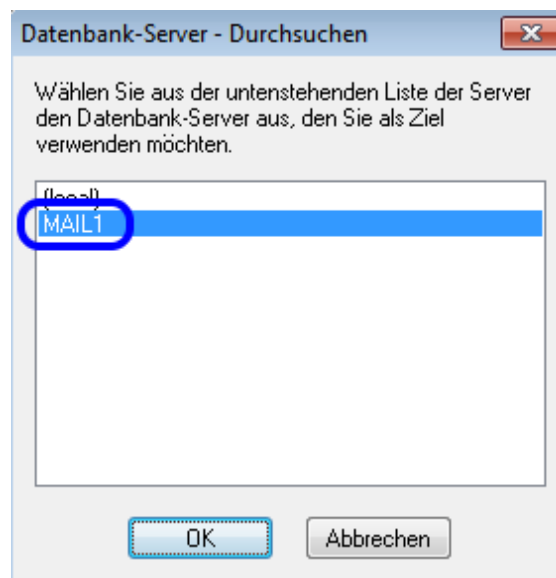 Datenbank-Server - Durchsuchen
Wählen Sie aus der untenstehenden Liste der Server
den Datenbank-Server aus, den Sie als Ziel
verwenden möchten.
(local)
MAIL1
OK
Abbrechen